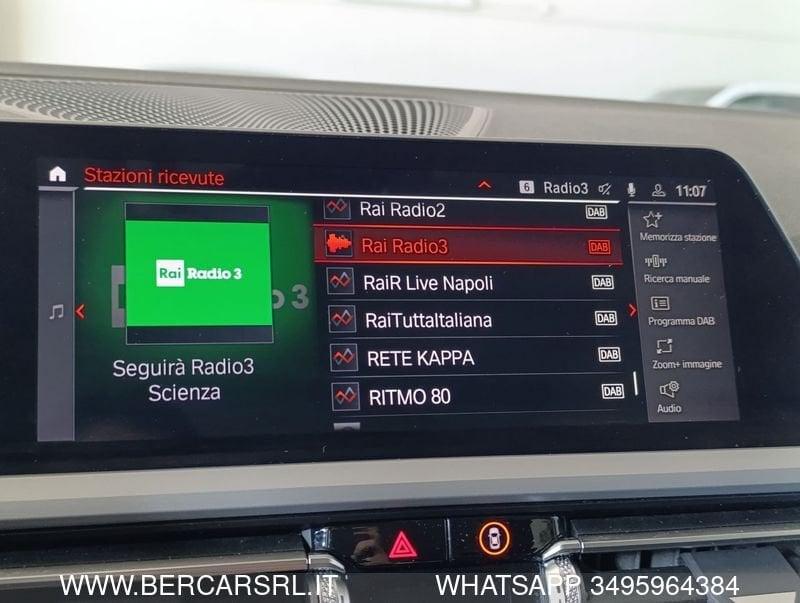 Stazioni ricevute
6 Radio3
11:07
Rai Radio 3
3
Seguirà Radio3
Scienza
Rai Radio2 DAB
Rai Radio3 DAB
RaiR Live Napoli DAB
RaiTuttaItaliana DAB
RETE KAPPA DAB
RITMO 80 DAB
Memorizza stazione
Ricerca manuale
Programma DAB
Zoom+ immagine
Audio
WWW.BERCARSRL.IT
WHATSAPP 3495964384